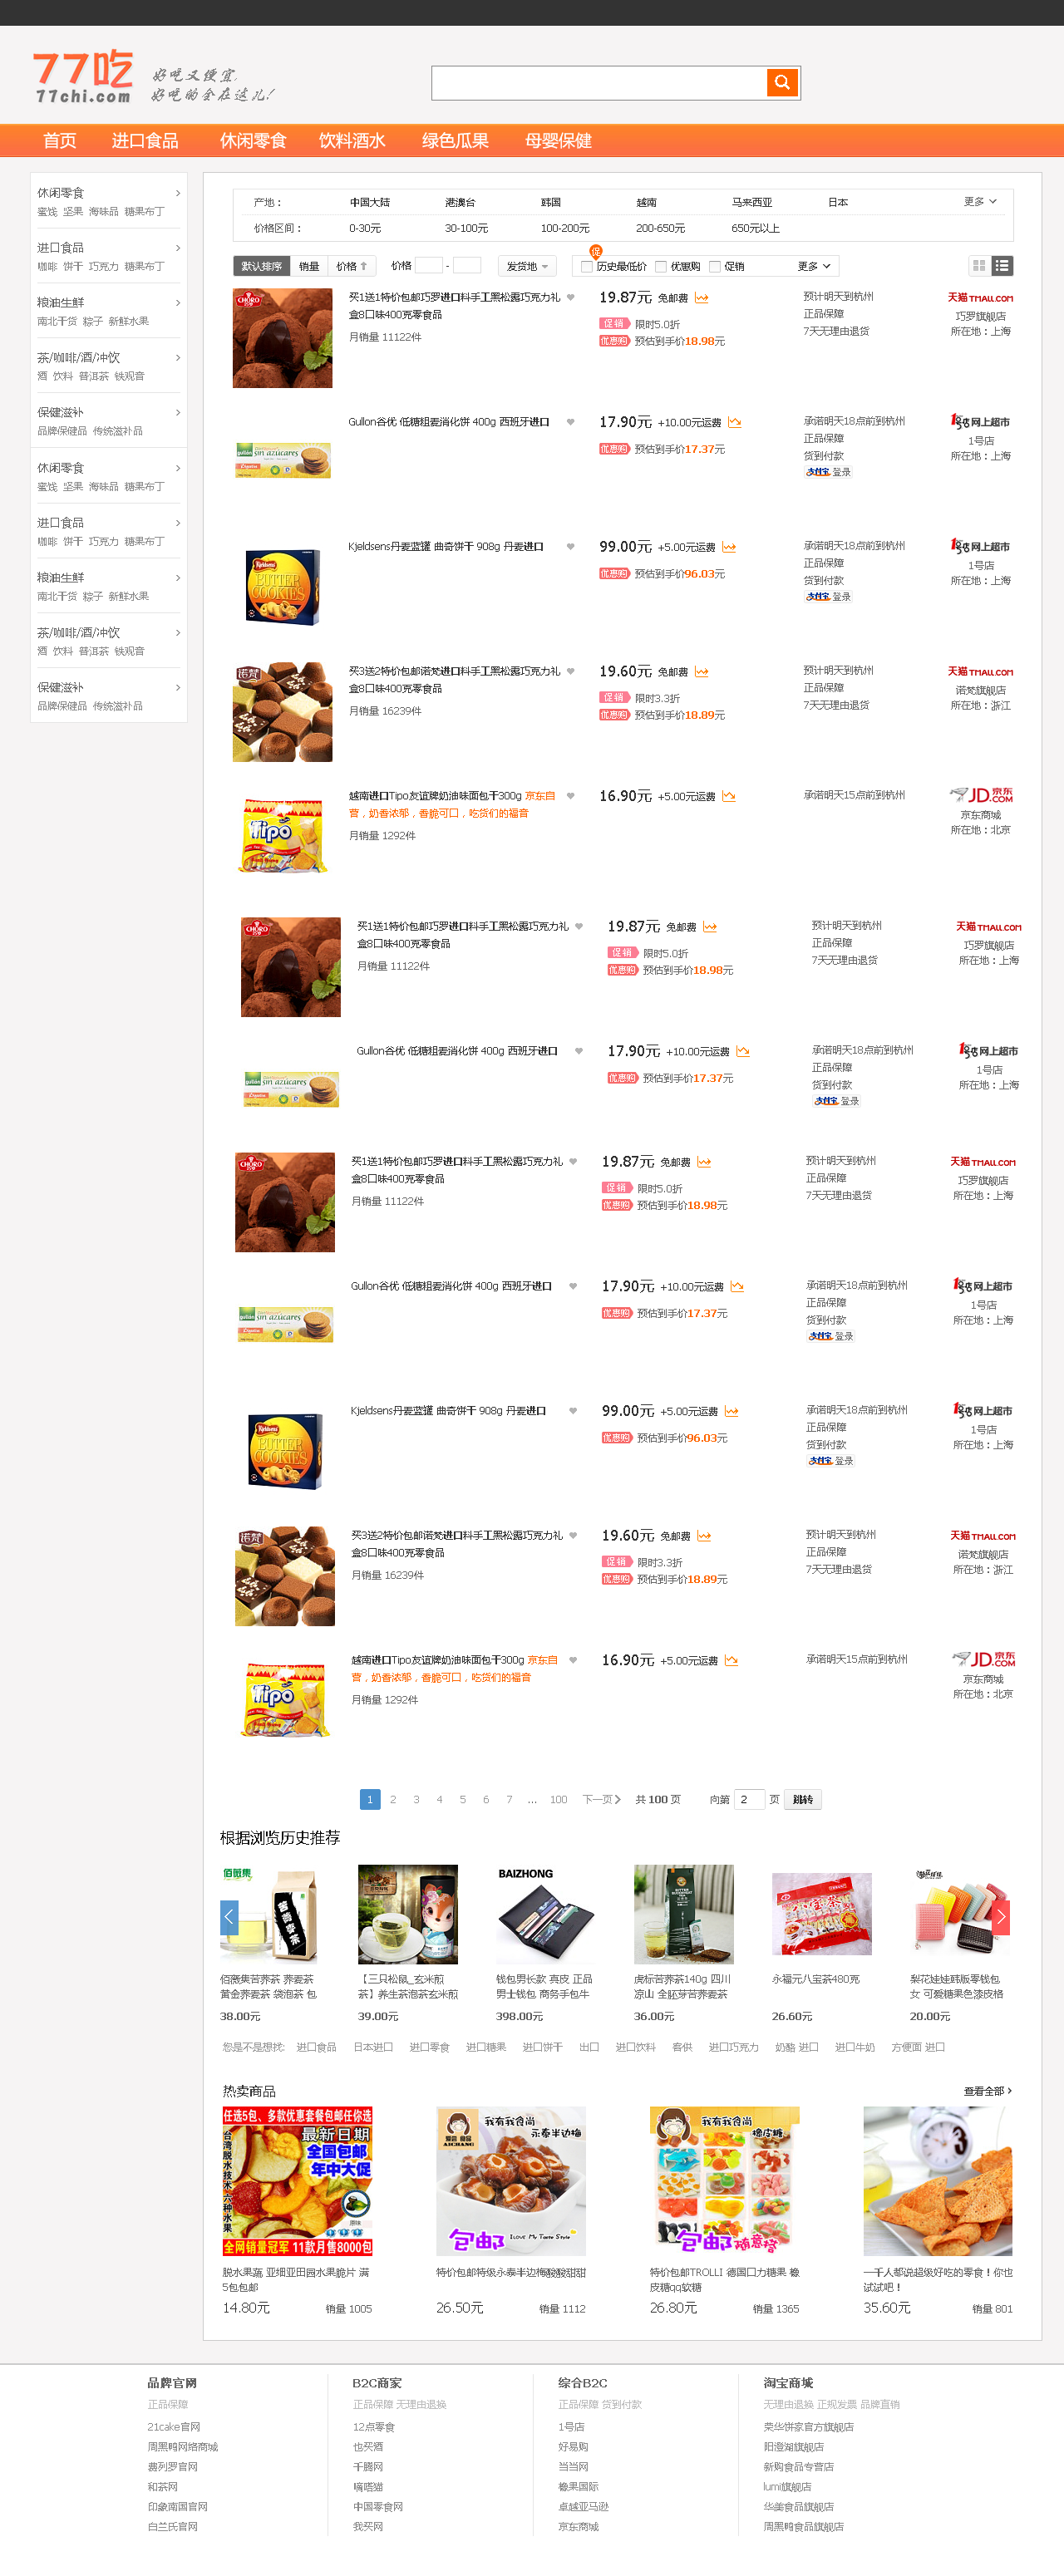 77吃
77chi.com
好吃又便宜,
好吃的全在这儿!
首页 进口食品 休闲零食 饮料酒水 绿色瓜果 母婴保健
休闲零食
蜜饯 坚果 海味品 糖果布丁
进口食品
咖啡 饼干 巧克力 糖果布丁
粮油生鲜
南北干货 粽子 新鲜水果
茶/咖啡/酒/冲饮
酒 饮料 普洱茶 铁观音
保健滋补
品牌保健品 传统滋补品
休闲零食
蜜饯 坚果 海味品 糖果布丁
进口食品
咖啡 饼干 巧克力 糖果布丁
粮油生鲜
南北干货 粽子 新鲜水果
茶/咖啡/酒/冲饮
酒 饮料 普洱茶 铁观音
保健滋补
品牌保健品 传统滋补品
产地: 中国大陆 港澳台 韩国 越南 马来西亚 日本 更多
价格区间: 0-30元 30-100元 100-200元 200-650元 650元以上
促
默认排序 销量 价格 价格 - 发货地 历史最低价 优惠购 促销 更多
CHORO
买1送1特价包邮巧罗进口料手工黑松露巧克力礼
盒8口味400克零食品
月销量 11122件
19.87元 免邮费
促销 限时5.0折
优惠购 预估到手价18.98元
预计明天到杭州
正品保障
7天无理由退货
天猫TMALL.COM
巧罗旗舰店
所在地:上海
gullón
sin azucares
Gullon谷优 低糖粗麦消化饼 400g 西班牙进口
17.90元 +10.00元运费
优惠购 预估到手价17.37元
承诺明天18点前到杭州
正品保障
货到付款
支付宝 登录
网上超市
1号店
所在地:上海
Kjeldsens
BUTTER
COOKIES
Kjeldsens丹麦蓝罐 曲奇饼干 908g 丹麦进口
99.00元 +5.00元运费
优惠购 预估到手价96.03元
承诺明天18点前到杭州
正品保障
货到付款
支付宝 登录
网上超市
1号店
所在地:上海
诺梵
买3送2特价包邮诺梵进口料手工黑松露巧克力礼
盒8口味400克零食品
月销量 16239件
19.60元 免邮费
促销 限时3.3折
优惠购 预估到手价18.89元
预计明天到杭州
正品保障
7天无理由退货
天猫TMALL.COM
诺梵旗舰店
所在地:浙江
Tipo
越南进口Tipo友谊牌奶油味面包干300g 京东自
营,奶香浓郁,香脆可口,吃货们的福音
月销量 1292件
16.90元 +5.00元运费
承诺明天15点前到杭州
JD京东
.COM
京东商城
所在地:北京
CHORO
买1送1特价包邮巧罗进口料手工黑松露巧克力礼
盒8口味400克零食品
月销量 11122件
19.87元 免邮费
促销 限时5.0折
优惠购 预估到手价18.98元
预计明天到杭州
正品保障
7天无理由退货
天猫TMALL.COM
巧罗旗舰店
所在地:上海
gullón
sin azucares
Gullon谷优 低糖粗麦消化饼 400g 西班牙进口
17.90元 +10.00元运费
优惠购 预估到手价17.37元
承诺明天18点前到杭州
正品保障
货到付款
支付宝 登录
网上超市
1号店
所在地:上海
CHORO
买1送1特价包邮巧罗进口料手工黑松露巧克力礼
盒8口味400克零食品
月销量 11122件
19.87元 免邮费
促销 限时5.0折
优惠购 预估到手价18.98元
预计明天到杭州
正品保障
7天无理由退货
天猫TMALL.COM
巧罗旗舰店
所在地:上海
gullón
sin azucares
Gullon谷优 低糖粗麦消化饼 400g 西班牙进口
17.90元 +10.00元运费
优惠购 预估到手价17.37元
承诺明天18点前到杭州
正品保障
货到付款
支付宝 登录
网上超市
1号店
所在地:上海
Kjeldsens
BUTTER
COOKIES
Kjeldsens丹麦蓝罐 曲奇饼干 908g 丹麦进口
99.00元 +5.00元运费
优惠购 预估到手价96.03元
承诺明天18点前到杭州
正品保障
货到付款
支付宝 登录
网上超市
1号店
所在地:上海
诺梵
买3送2特价包邮诺梵进口料手工黑松露巧克力礼
盒8口味400克零食品
月销量 16239件
19.60元 免邮费
促销 限时3.3折
优惠购 预估到手价18.89元
预计明天到杭州
正品保障
7天无理由退货
天猫TMALL.COM
诺梵旗舰店
所在地:浙江
Tipo
越南进口Tipo友谊牌奶油味面包干300g 京东自
营,奶香浓郁,香脆可口,吃货们的福音
月销量 1292件
16.90元 +5.00元运费
承诺明天15点前到杭州
JD京东
.COM
京东商城
所在地:北京
1 2 3 4 5 6 7 ... 100 下一页 共 100 页 向第 2 页 跳转
根据浏览历史推荐
佰薇集
BAIZHONG
佰薇集苦荞茶 荞麦茶
黄金荞麦茶 袋泡茶 包
38.00元
【三只松鼠_玄米煎
茶】养生茶泡茶玄米煎
39.00元
钱包男长款 真皮 正品
男士钱包 商务手包牛
398.00元
虎标苦荞茶140g 四川
凉山 全胚芽苦荞麦茶
36.00元
永福元八宝茶480克
26.60元
梨花娃娃韩版零钱包
女 可爱糖果色漆皮格
20.00元
您是不是想找: 进口食品 日本进口 进口零食 进口糖果 进口饼干 出口 进口饮料 客供 进口巧克力 奶酪 进口 进口牛奶 方便面 进口
热卖商品 查看全部
任选5包、多款优惠套餐包邮任你选
最新日期
全国包邮
年中大促
台湾脱水技术 六种水果
原味
全网销量冠军 11款月售8000包
脱水果蔬 亚细亚田园水果脆片 满
5包包邮
14.80元 销量 1005
爱尚 食品
AICHANG
我有我食尚
永泰半边梅
包邮
I Love My Taste Style
特价包邮特级永泰半边梅酸酸甜甜
26.50元 销量 1112
我有我食尚
橡皮糖
包邮
随意搭
特价包邮TROLLI 德国口力糖果 橡
皮糖qq软糖
26.80元 销量 1365
一千人都说超级好吃的零食!你也
试试吧!
35.60元 销量 801
品牌官网
正品保障
21cake官网
周黑鸭网络商城
喜列罗官网
和茶网
印象南国官网
白兰氏官网
B2C商家
正品保障 无理由退换
12点零食
也买酒
千腾网
嘀嗒猫
中国零食网
我买网
综合B2C
正品保障 货到付款
1号店
好易购
当当网
橡果国际
卓越亚马逊
京东商城
淘宝商城
无理由退换 正规发票 品牌直销
荣华饼家官方旗舰店
阳澄湖旗舰店
新购食品专营店
lumi旗舰店
华美食品旗舰店
周黑鸭食品旗舰店